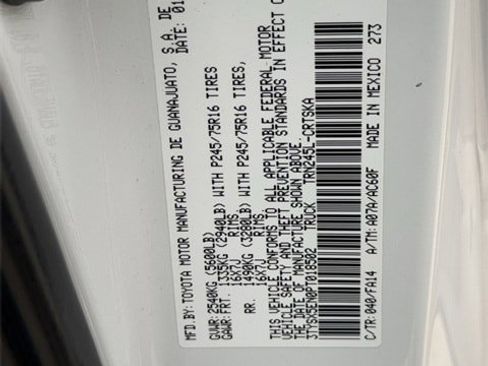 MFD. BY: TOYOTA MOTOR MANUFACTURING DE GUANAJUATO, S.A. DE
DATE: 01
GVWR: 2540KG (5600LB)
GAWR: FRT. 1335KG (2940LB) WITH P245/75R16 TIRES
16X7J RIMS,
RR. 1490KG (3280LB) WITH P245/75R16 TIRES,
16X7J RIMS,
THIS VEHICLE CONFORMS TO ALL APPLICABLE FEDERAL MOTOR
VEHICLE SAFETY AND THEFT PREVENTION STANDARDS IN EFFECT O
THE DATE OF MANUFACTURE SHOWN ABOVE.
3TYSX5EN0PT018502 TRUCK TRN245L-CRTSKA
C/TR: 040/FA14 A/TM: A07A/AC60F MADE IN MEXICO 273